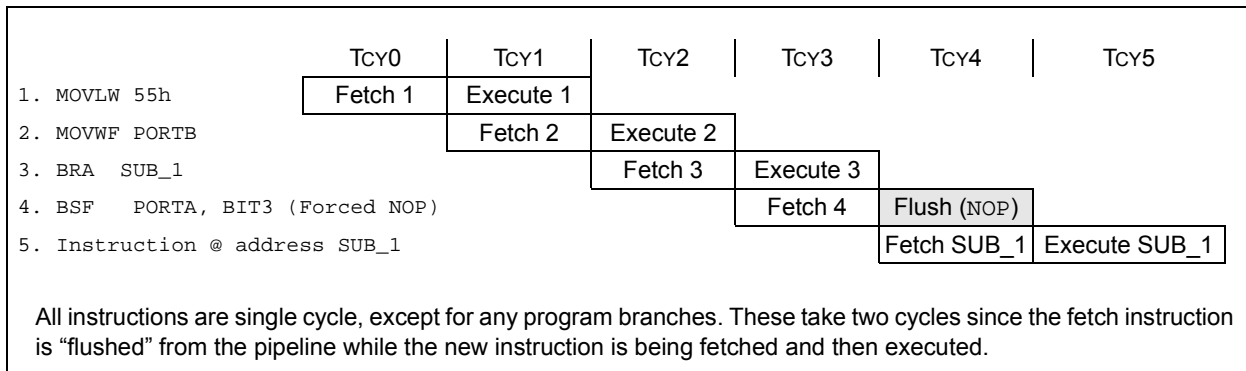 TCY0 TCY1 TCY2 TCY3 TCY4 TCY5
1. MOVLW 55h Fetch 1 Execute 1
2. MOVWF PORTB Fetch 2 Execute 2
3. BRA SUB_1 Fetch 3 Execute 3
4. BSF PORTA, BIT3 (Forced NOP) Fetch 4 Flush (NOP)
5. Instruction @ address SUB_1 Fetch SUB_1 Execute SUB_1
All instructions are single cycle, except for any program branches. These take two cycles since the fetch instruction
is “flushed” from the pipeline while the new instruction is being fetched and then executed.